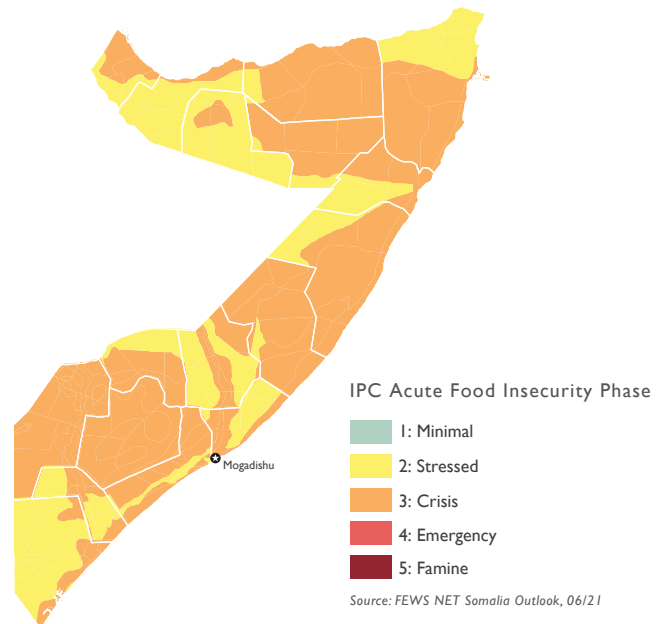 Mogadishu
IPC Acute Food Insecurity Phase
1: Minimal
2: Stressed
3: Crisis
4: Emergency
5: Famine
Source: FEWS NET Somalia Outlook, 06/21